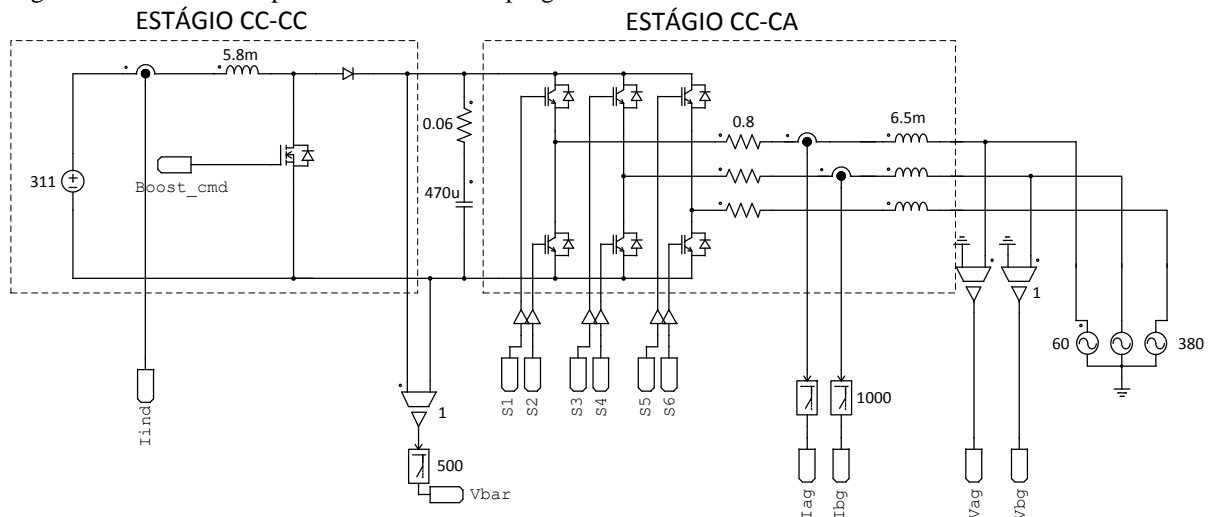 ESTÁGIO CC-CC
ESTÁGIO CC-CA
5.8m
0.06
470u
311
Boost_cmd
0.8
6.5m
1
1
60
380
S1
S2
S3
S4
S5
S6
1000
500
Iind
Vbar
Iag
Ibg
Vag
Vbg